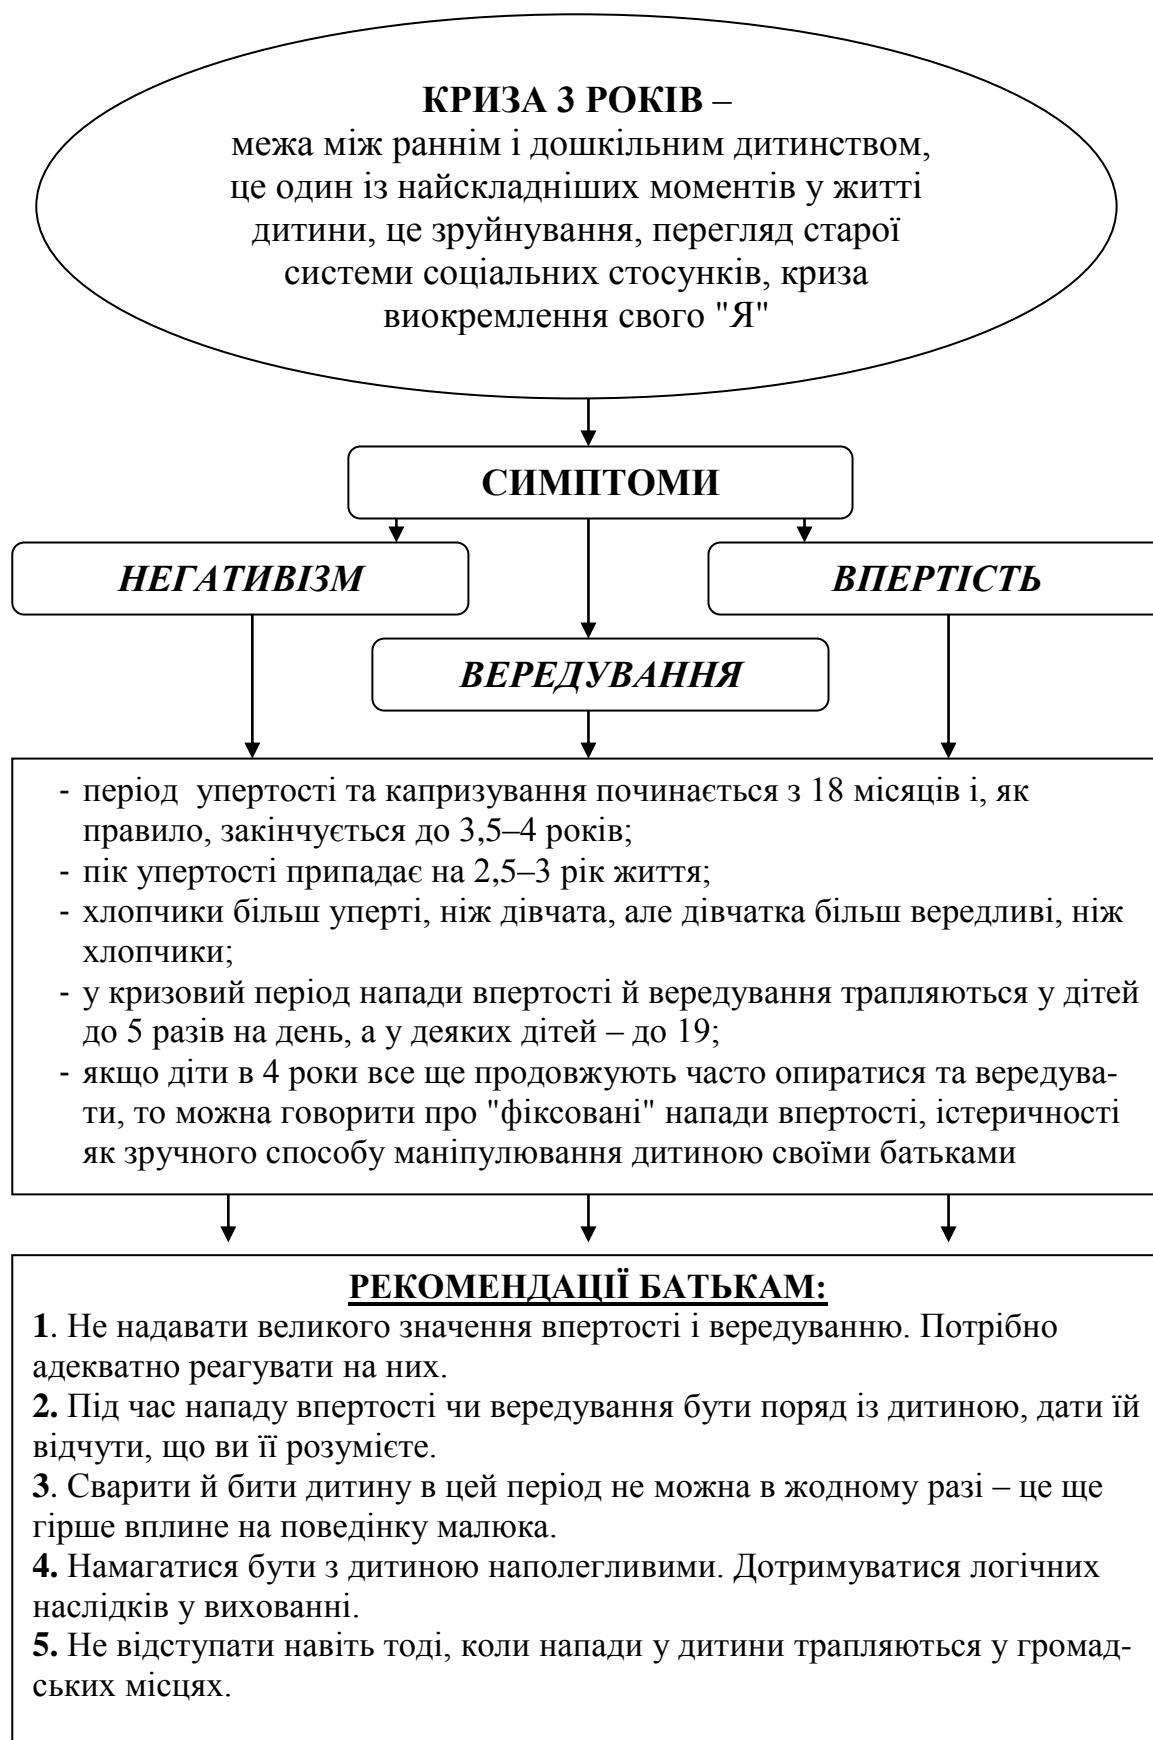 КРИЗА 3 РОКІВ –
межа між раннім і дошкільним дитинством,
це один із найскладніших моментів у житті
дитини, це зруйнування, перегляд старої
системи соціальних стосунків, криза
виокремлення свого "Я"
СИМПТОМИ
НЕГАТИВІЗМ
ВПЕРТІСТЬ
ВЕРЕДУВАННЯ
- період упертості та капризування починається з 18 місяців і, як
правило, закінчується до 3,5–4 років;
- пік упертості припадає на 2,5–3 рік життя;
- хлопчики більш уперті, ніж дівчата, але дівчатка більш вередливі, ніж
хлопчики;
- у кризовий період напади впертості й вередування трапляються у дітей
до 5 разів на день, а у деяких дітей – до 19;
- якщо діти в 4 роки все ще продовжують часто опиратися та вередува-
ти, то можна говорити про "фіксовані" напади впертості, істеричності
як зручного способу маніпулювання дитиною своїми батьками
РЕКОМЕНДАЦІЇ БАТЬКАМ:
1. Не надавати великого значення впертості і вередуванню. Потрібно
адекватно реагувати на них.
2. Під час нападу впертості чи вередування бути поряд із дитиною, дати їй
відчути, що ви її розумієте.
3. Сварити й бити дитину в цей період не можна в жодному разі – це ще
гірше вплине на поведінку малюка.
4. Намагатися бути з дитиною наполегливими. Дотримуватися логічних
наслідків у вихованні.
5. Не відступати навіть тоді, коли напади у дитини трапляються у громад-
ських місцях.